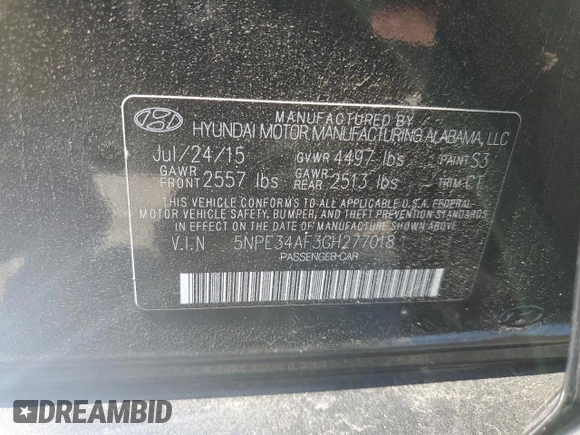 MANUFACTURED BY
HYUNDAI MOTOR MANUFACTURING ALABAMA, LLC
Jul/24/15 GVWR 4497 lbs PAINT S3
GAWR FRONT 2557 lbs GAWR REAR 2513 lbs TRIM CT
THIS VEHICLE CONFORMS TO ALL APPLICABLE U.S.A. FEDERAL
MOTOR VEHICLE SAFETY, BUMPER, AND THEFT PREVENTION STANDARDS
IN EFFECT ON THE DATE OF MANUFACTURE SHOWN ABOVE.
V.I.N 5NPE34AF3GH277018
PASSENGER-CAR
DREAMBID